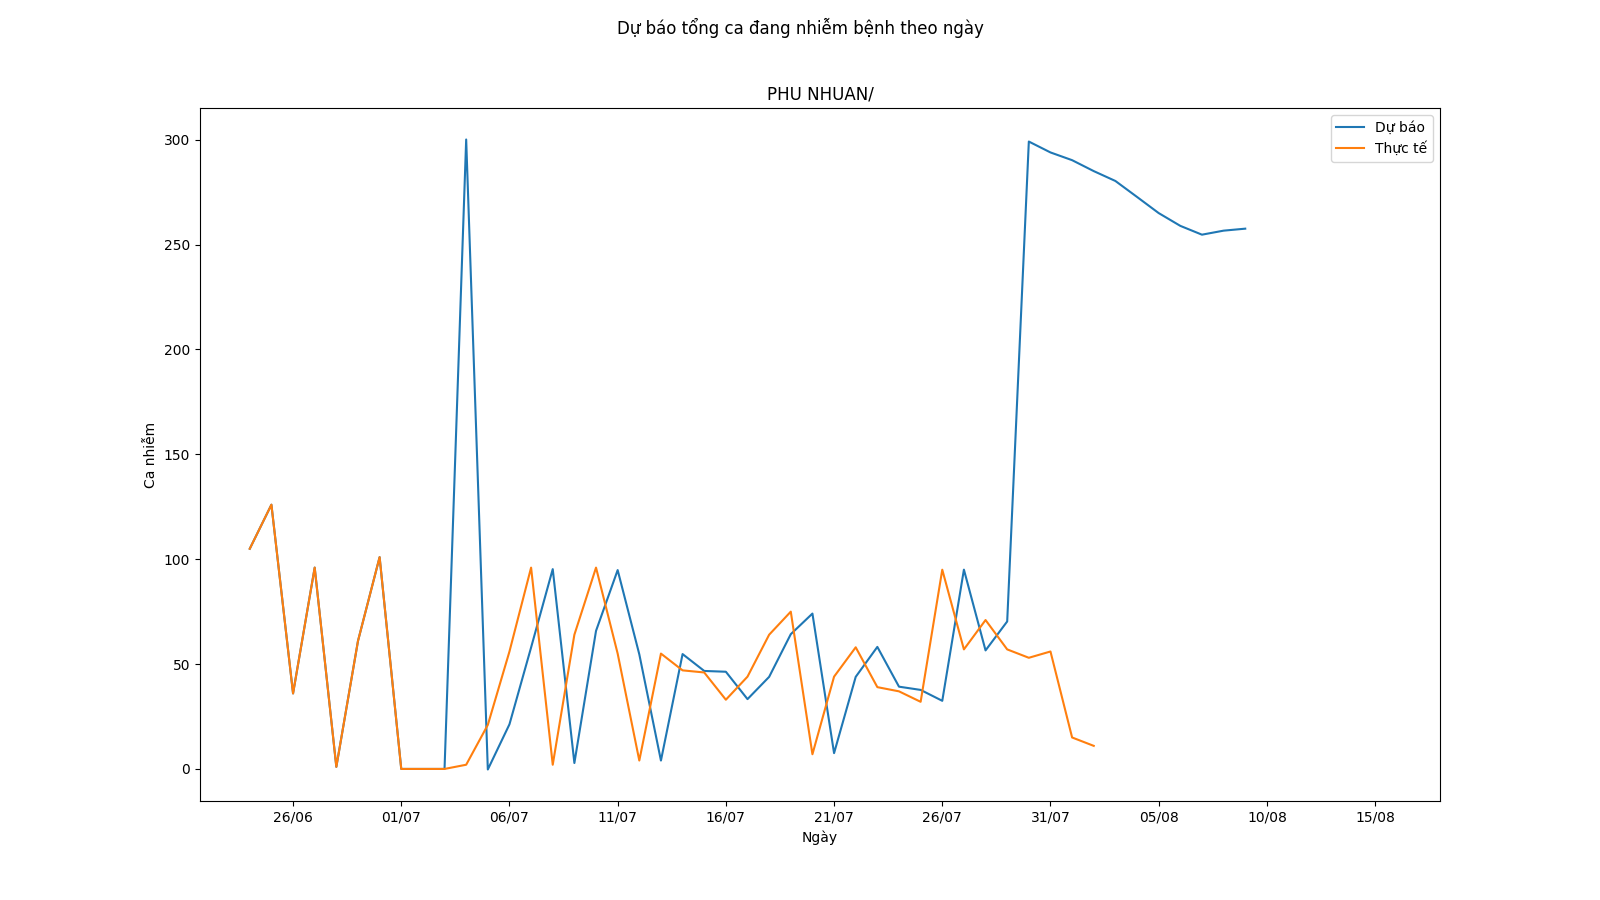 Dự báo tổng ca đang nhiễm bệnh theo ngày
PHU NHUAN/
Dự báo
Thực tế
300
250
200
150
100
50
0
Ca nhiễm
26/06 01/07 06/07 11/07 16/07 21/07 26/07 31/07 05/08 10/08 15/08
Ngày